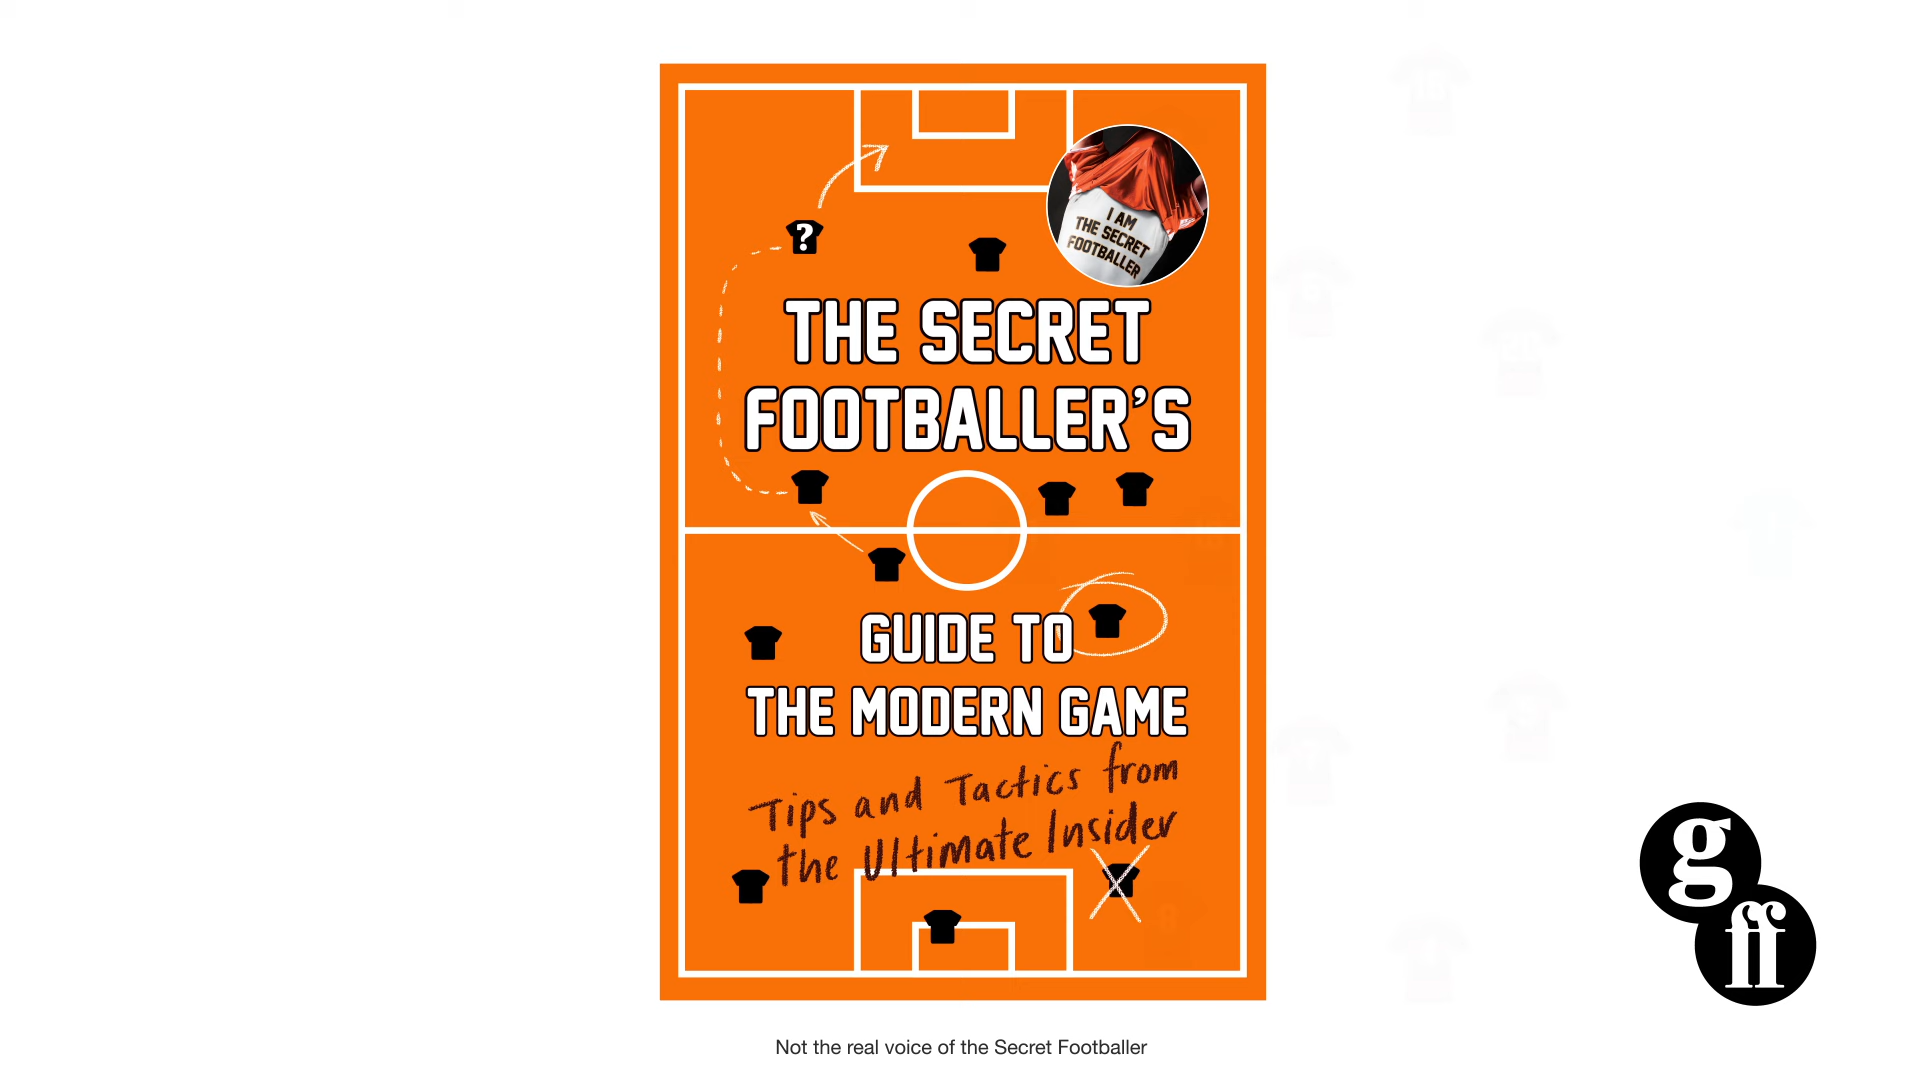 I AM
THE SECRET
FOOTBALLER
?
THE SECRET
FOOTBALLER'S
GUIDE TO
THE MODERN GAME
Tips and Tactics from
the Ultimate Insider
g
ff
Not the real voice of the Secret Footballer